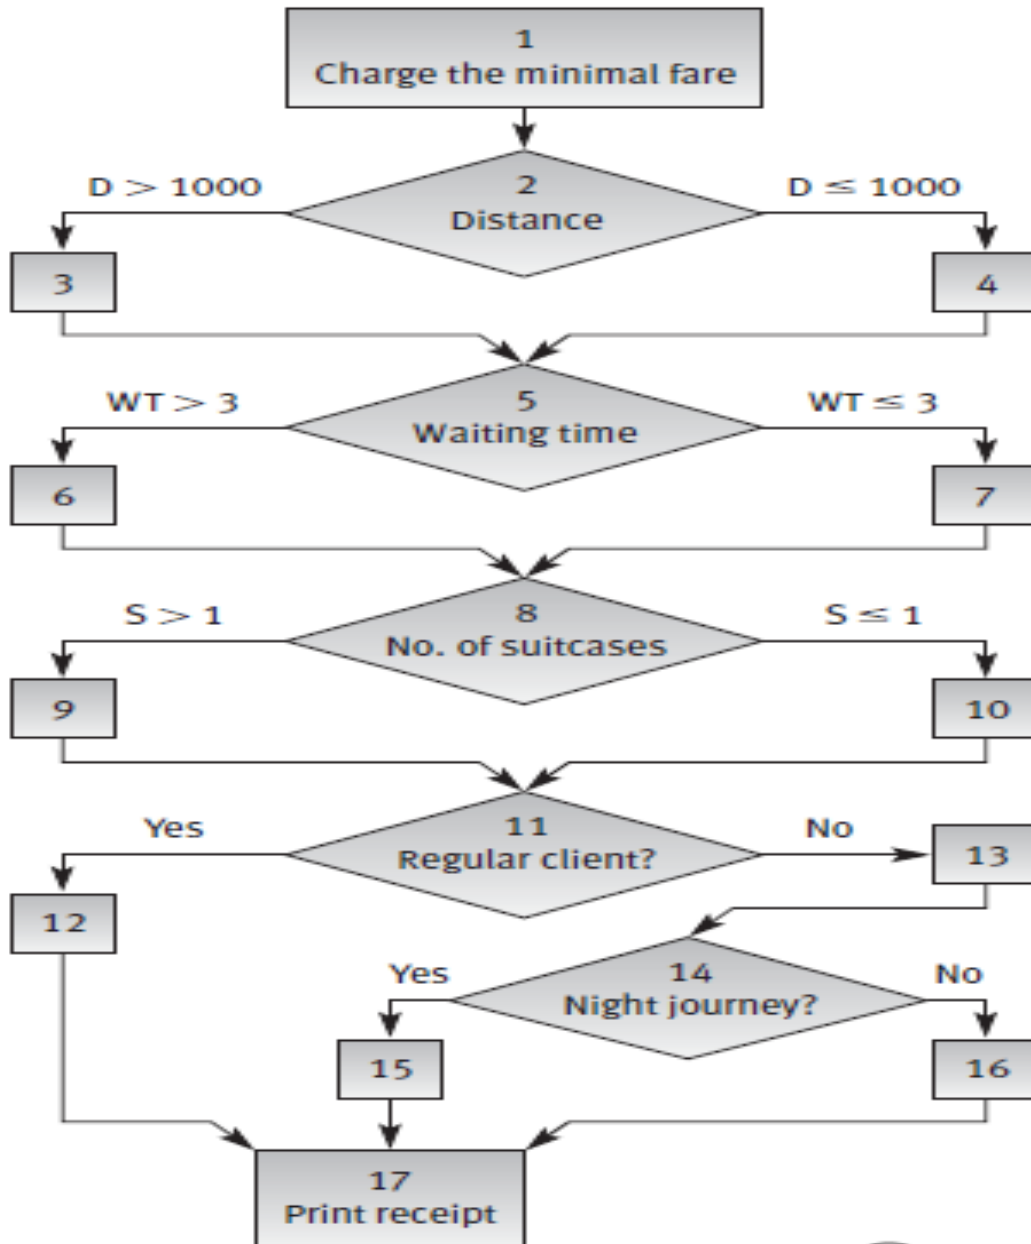 1
Charge the minimal fare
D > 1000
2
Distance
D ≤ 1000
3
4
WT > 3
5
Waiting time
WT ≤ 3
6
7
S > 1
8
No. of suitcases
S ≤ 1
9
10
Yes
11
Regular client?
No
13
12
Yes
14
Night journey?
No
15
16
17
Print receipt